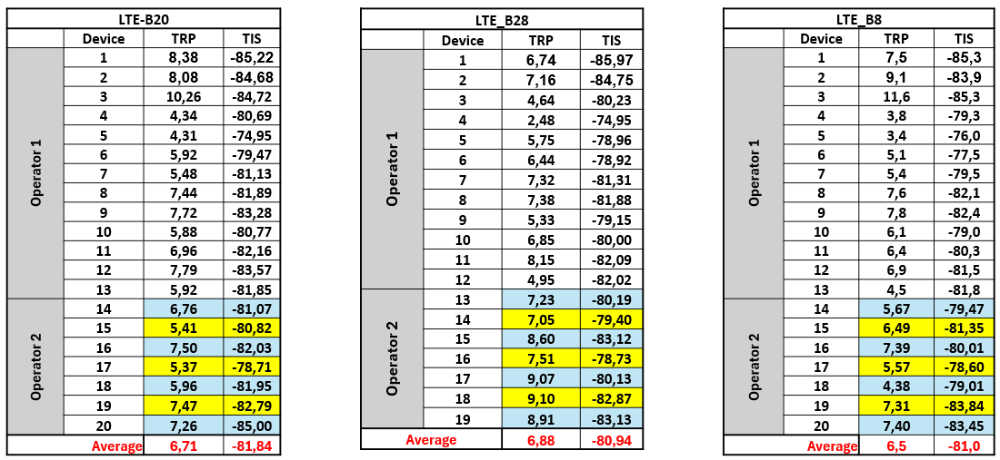 LTE-B20
Device TRP TIS
Operator 1
1 8,38 -85,22
2 8,08 -84,68
3 10,26 -84,72
4 4,34 -80,69
5 4,31 -74,95
6 5,92 -79,47
7 5,48 -81,13
8 7,44 -81,89
9 7,72 -83,28
10 5,88 -80,77
11 6,96 -82,16
12 7,79 -83,57
13 5,92 -81,85
Operator 2
14 6,76 -81,07
15 5,41 -80,82
16 7,50 -82,03
17 5,37 -78,71
18 5,96 -81,95
19 7,47 -82,79
20 7,26 -85,00
Average 6,71 -81,84
LTE_B28
Device TRP TIS
Operator 1
1 6,74 -85,97
2 7,16 -84,75
3 4,64 -80,23
4 2,48 -74,95
5 5,75 -78,96
6 6,44 -78,92
7 7,32 -81,31
8 7,38 -81,88
9 5,33 -79,15
10 6,85 -80,00
11 8,15 -82,09
12 4,95 -82,02
Operator 2
13 7,23 -80,19
14 7,05 -79,40
15 8,60 -83,12
16 7,51 -78,73
17 9,07 -80,13
18 9,10 -82,87
19 8,91 -83,13
Average 6,88 -80,94
LTE_B8
Device TRP TIS
Operator 1
1 7,5 -85,3
2 9,1 -83,9
3 11,6 -85,3
4 3,8 -79,3
5 3,4 -76,0
6 5,1 -77,5
7 5,4 -79,5
8 7,6 -82,1
9 7,8 -82,4
10 6,1 -79,0
11 6,4 -80,3
12 6,9 -81,5
13 4,5 -81,8
Operator 2
14 5,67 -79,47
15 6,49 -81,35
16 7,39 -80,01
17 5,57 -78,60
18 4,38 -79,01
19 7,31 -83,84
20 7,40 -83,45
Average 6,5 -81,0